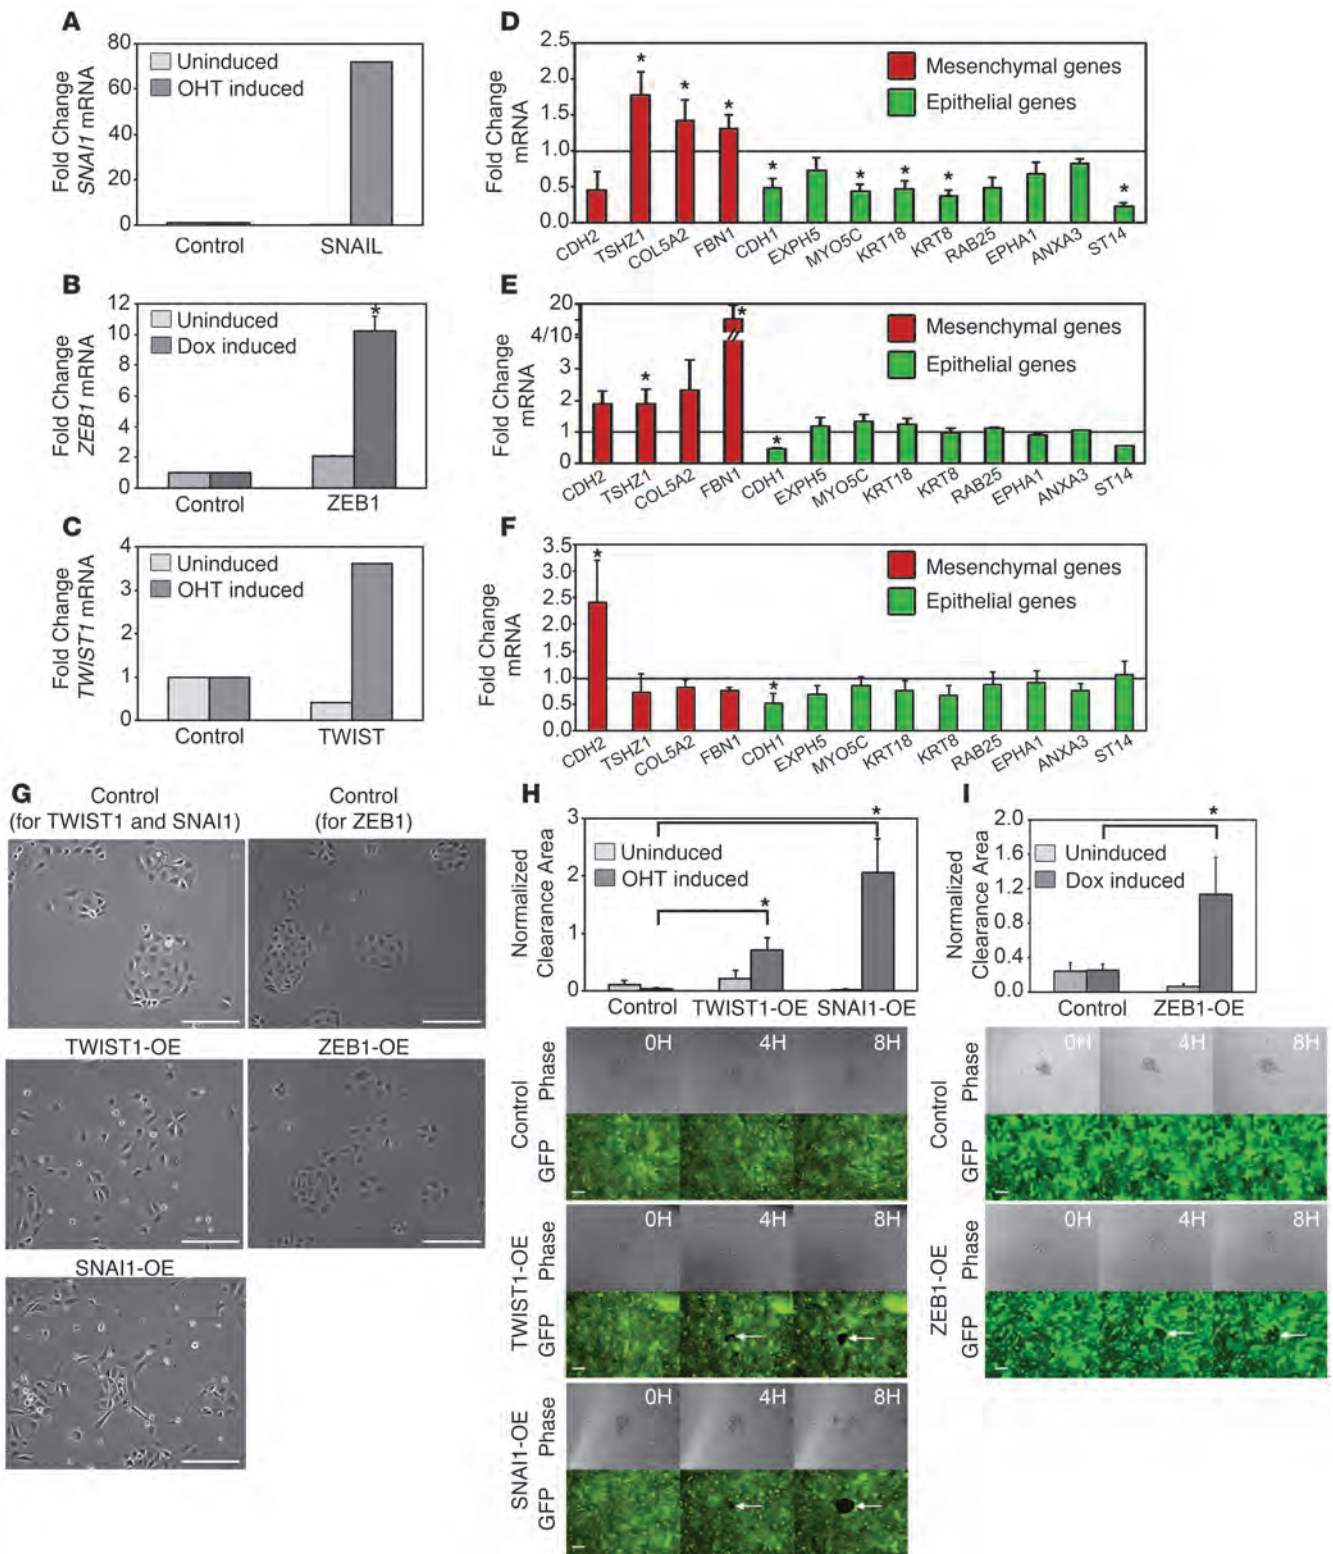 A
Fold Change
SNAI1 mRNA
80
60
40
20
0
Uninduced
OHT induced
Control
SNAIL
B
Fold Change
ZEB1 mRNA
12
10
8
6
4
2
0
Uninduced
Dox induced
*
Control
ZEB1
C
Fold Change
TWIST1 mRNA
4
3
2
1
0
Uninduced
OHT induced
Control
TWIST
D
Fold Change
mRNA
2.5
2.0
1.5
1.0
0.5
0.0
* * * * * * * *
Mesenchymal genes
Epithelial genes
CDH2 TSHZ1 COL5A2 FBN1 CDH1 EXPH5 MYO5C KRT18 KRT8 RAB25 EPHA1 ANXA3 ST14
E
Fold Change
mRNA
20
4/10
3
2
1
0
* * *
Mesenchymal genes
Epithelial genes
CDH2 TSHZ1 COL5A2 FBN1 CDH1 EXPH5 MYO5C KRT18 KRT8 RAB25 EPHA1 ANXA3 ST14
F
Fold Change
mRNA
3.5
3.0
2.5
2.0
1.5
1.0
0.5
0.0
* *
Mesenchymal genes
Epithelial genes
CDH2 TSHZ1 COL5A2 FBN1 CDH1 EXPH5 MYO5C KRT18 KRT8 RAB25 EPHA1 ANXA3 ST14
G
Control
(for TWIST1 and SNAI1)
Control
(for ZEB1)
TWIST1-OE
ZEB1-OE
SNAI1-OE
H
Normalized
Clearance Area
3
2
1
0
Uninduced
OHT induced
* *
Control TWIST1-OE SNAI1-OE
0H 4H 8H
Control
Phase
GFP
0H 4H 8H
TWIST1-OE
Phase
GFP
0H 4H 8H
SNAI1-OE
Phase
GFP
I
Normalized
Clearance Area
2.0
1.6
1.2
0.8
0.4
0.0
Uninduced
Dox induced
*
Control ZEB1-OE
0H 4H 8H
Control
Phase
GFP
0H 4H 8H
ZEB1-OE
Phase
GFP